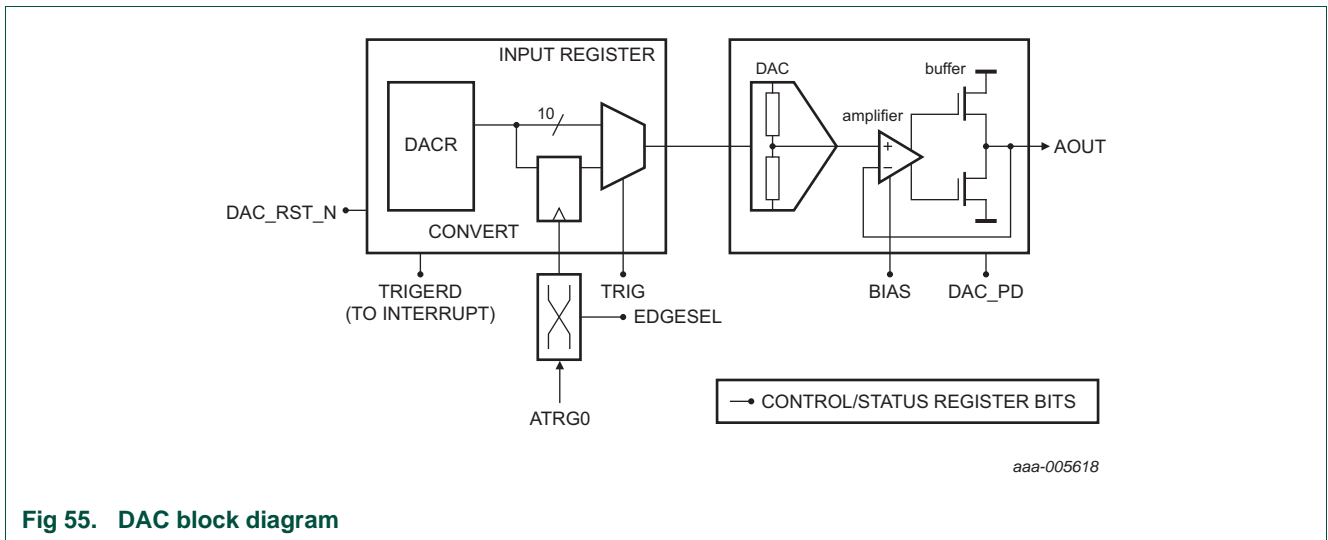 INPUT REGISTER
DACR
10
CONVERT
DAC_RST_N
TRIGERD
(TO INTERRUPT)
TRIG
EDGESEL
ATRG0
DAC
amplifier
buffer
+
−
AOUT
BIAS
DAC_PD
CONTROL/STATUS REGISTER BITS
aaa-005618
Fig 55. DAC block diagram